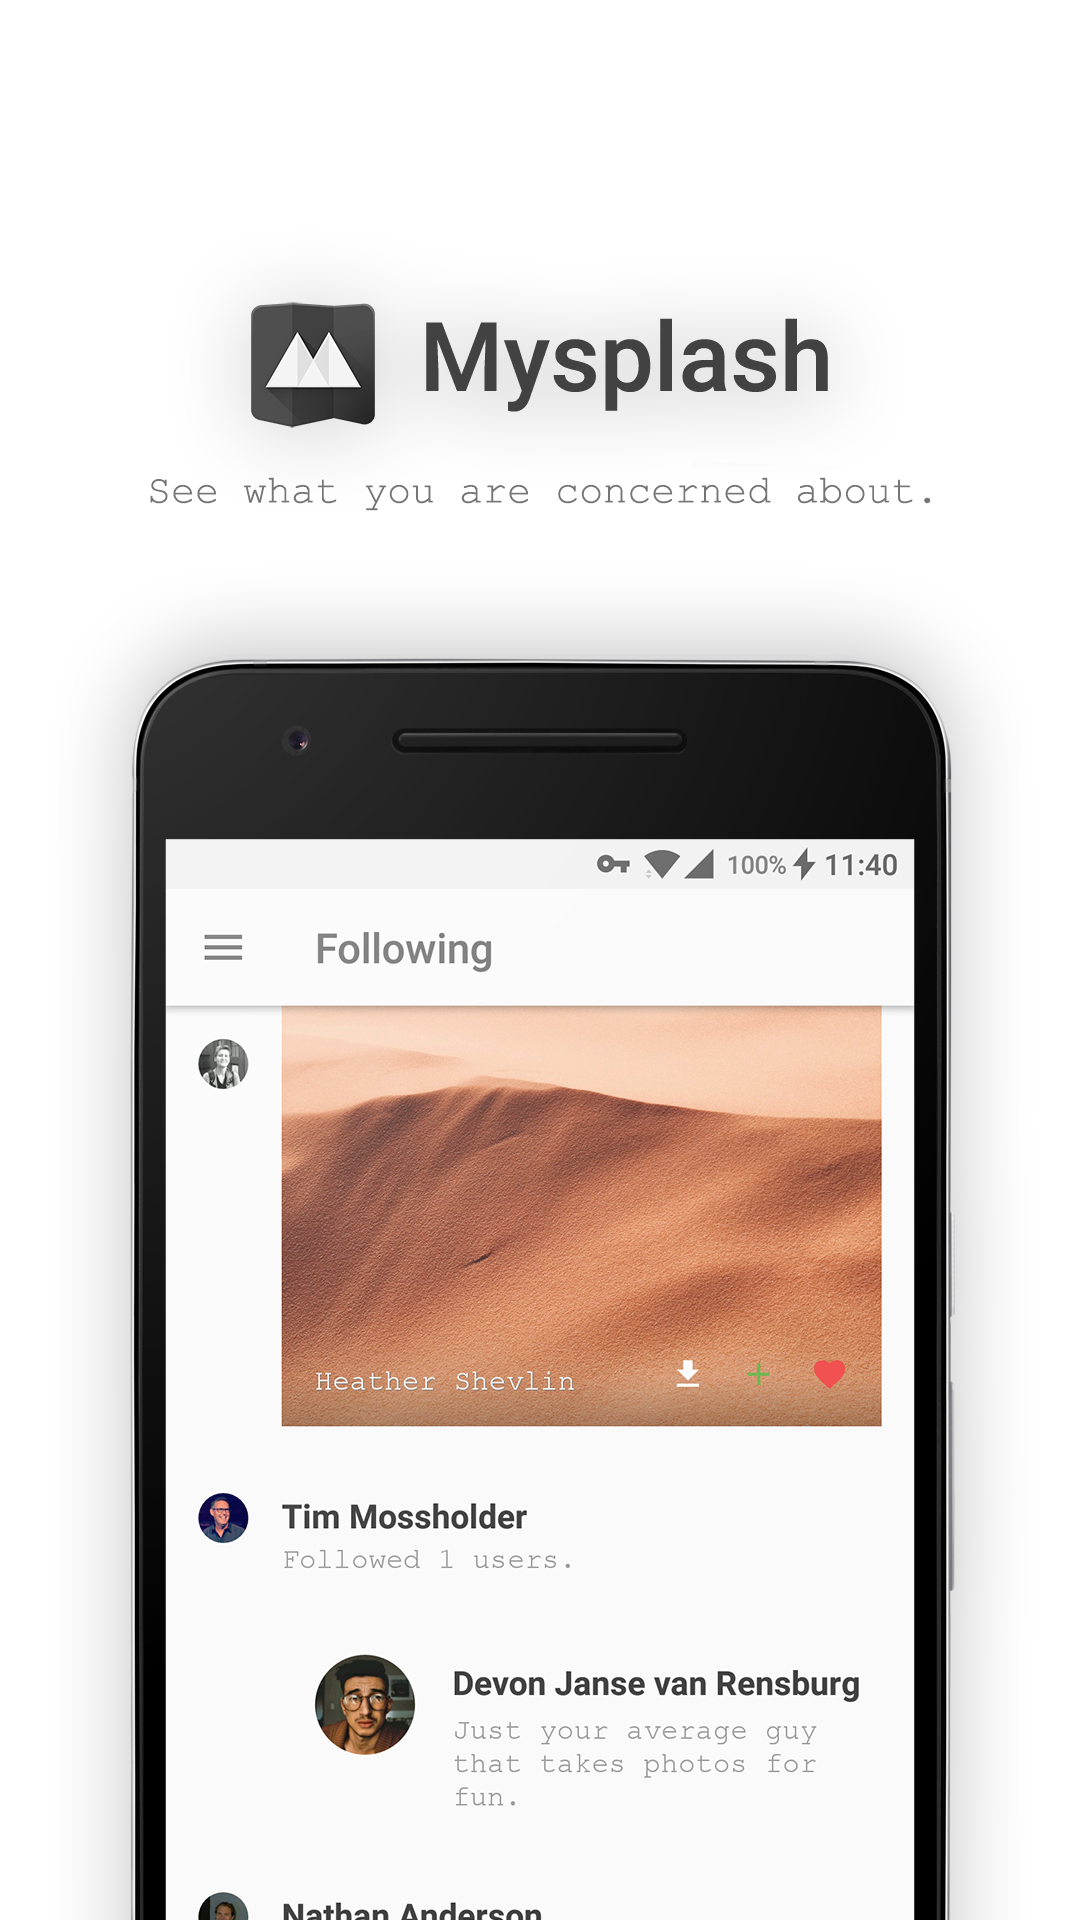 Mysplash
See what you are concerned about.
100% 11:40
Following
Heather Shevlin
Tim Mossholder
Followed 1 users.
Devon Janse van Rensburg
Just your average guy
that takes photos for
fun.
Nathan Anderson